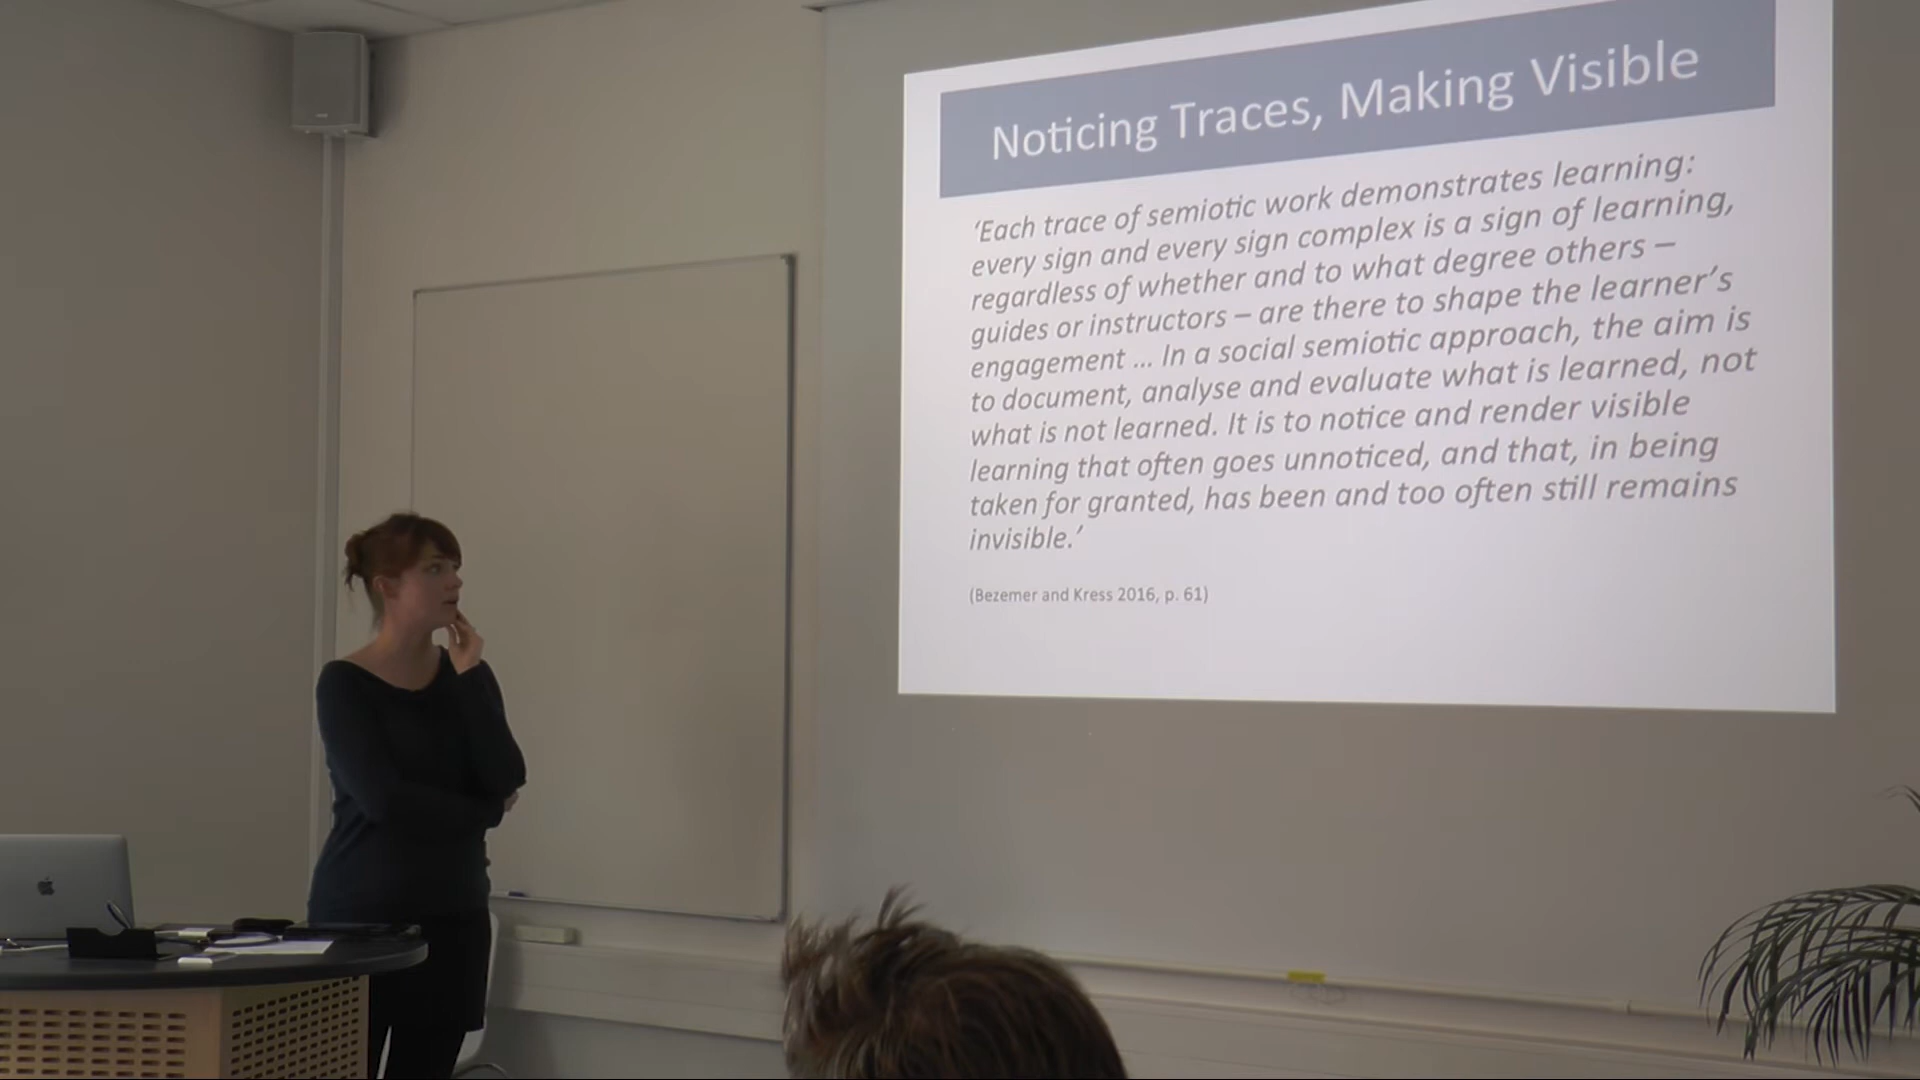 Noticing Traces, Making Visible
‘Each trace of semiotic work demonstrates learning:
every sign and every sign complex is a sign of learning,
regardless of whether and to what degree others –
guides or instructors – are there to shape the learner’s
engagement ... In a social semiotic approach, the aim is
to document, analyse and evaluate what is learned, not
what is not learned. It is to notice and render visible
learning that often goes unnoticed, and that, in being
taken for granted, has been and too often still remains
invisible.’
(Bezemer and Kress 2016, p. 61)